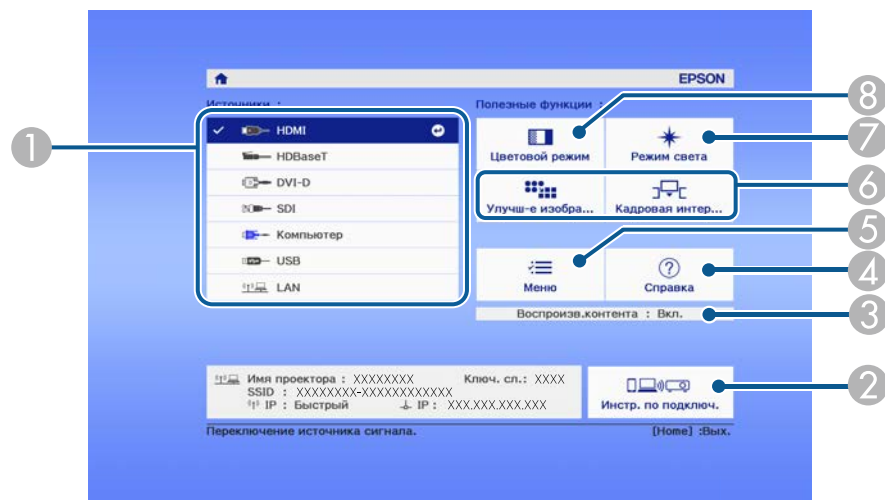 EPSON
Источники :
Полезные функции :
HDMI
HDBaseT
DVI-D
SDI
Компьютер
USB
LAN
Цветовой режим
Режим света
Улучш-е изобра...
Кадровая интер...
Меню
Справка
Воспроизв.контента : Вкл.
Имя проектора : XXXXXXXX Ключ. сл.: XXXX
SSID : XXXXXXXX-XXXXXXXXXXXX
IP : Быстрый IP : XXX.XXX.XXX.XXX
Инстр. по подключ.
Переключение источника сигнала.
[Home] :Вых.
1
8
7
6
5
4
3
2